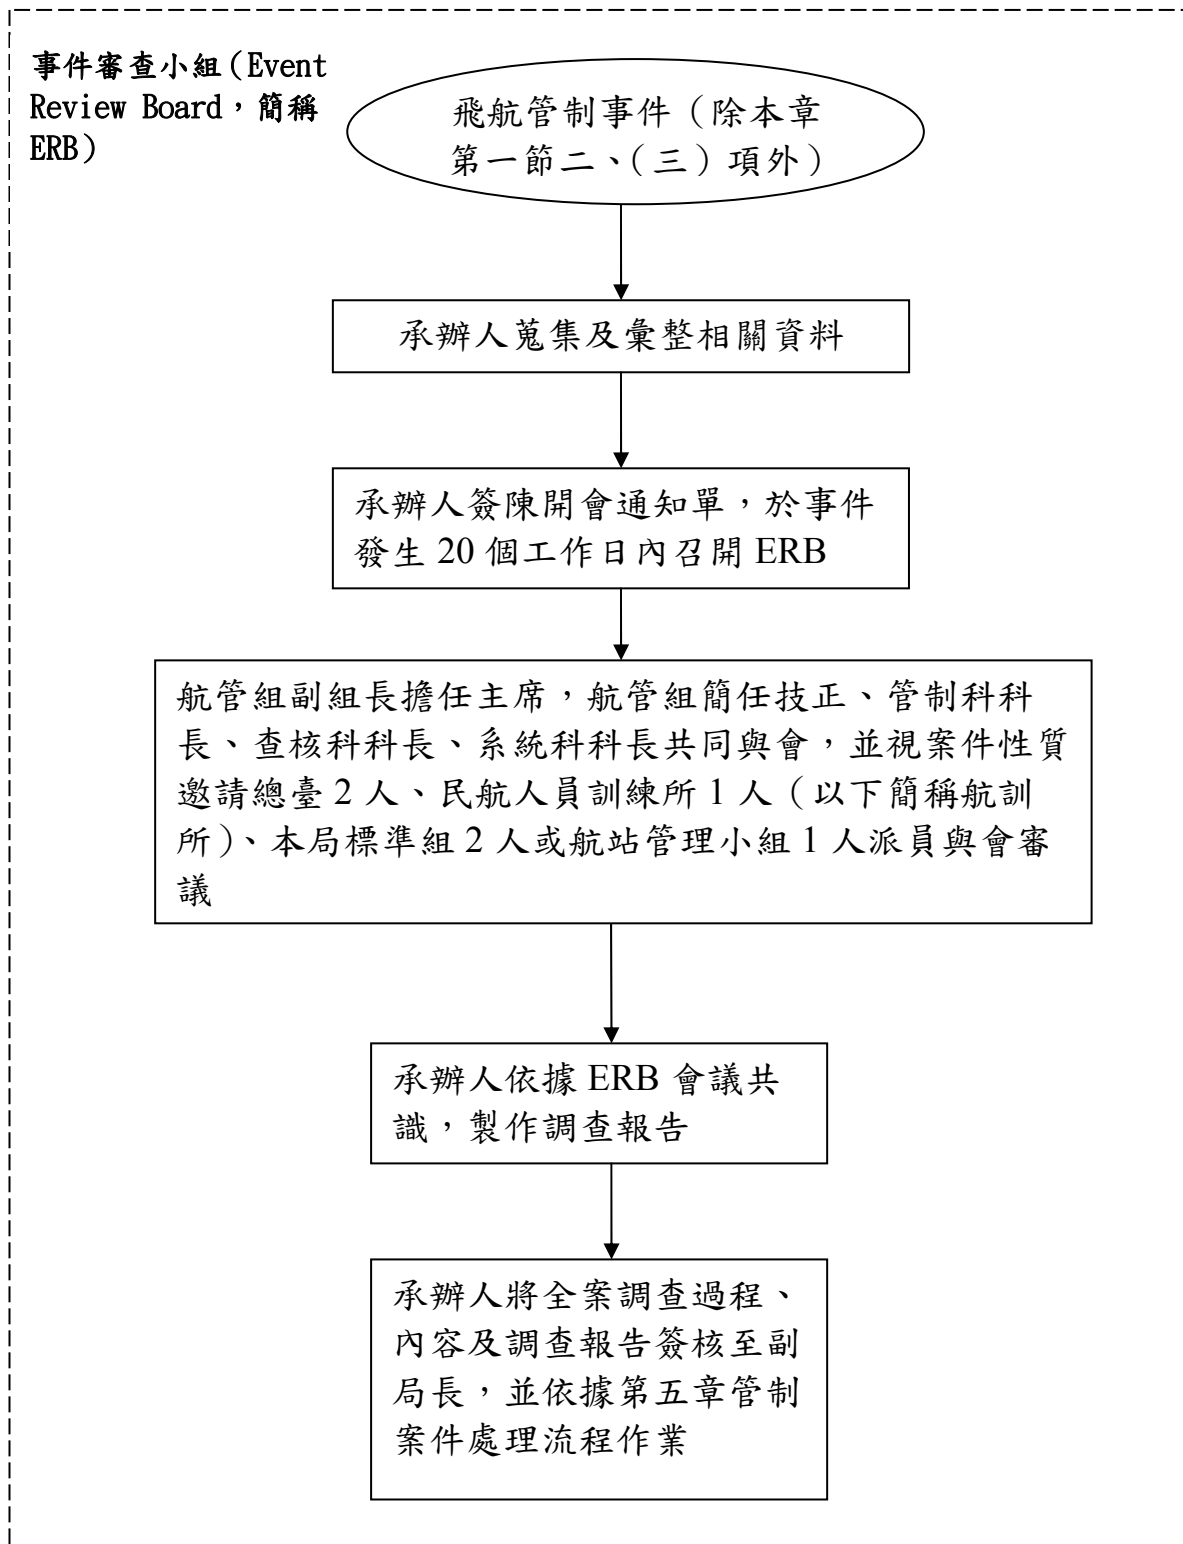 事件審查小組(Event
Review Board，簡稱
ERB)
飛航管制事件（除本章
第一節二、(三）項外）
承辦人蒐集及彙整相關資料
承辦人簽陳開會通知單，於事件
發生 20 個工作日內召開 ERB
航管組副組長擔任主席，航管組簡任技正、管制科科
長、查核科科長、系統科科長共同與會，並視案件性質
邀請總臺 2 人、民航人員訓練所 1 人（以下簡稱航訓
所）、本局標準組 2 人或航站管理小組 1 人派員與會審
議
承辦人依據 ERB 會議共
識，製作調查報告
承辦人將全案調查過程、
內容及調查報告簽核至副
局長，並依據第五章管制
案件處理流程作業